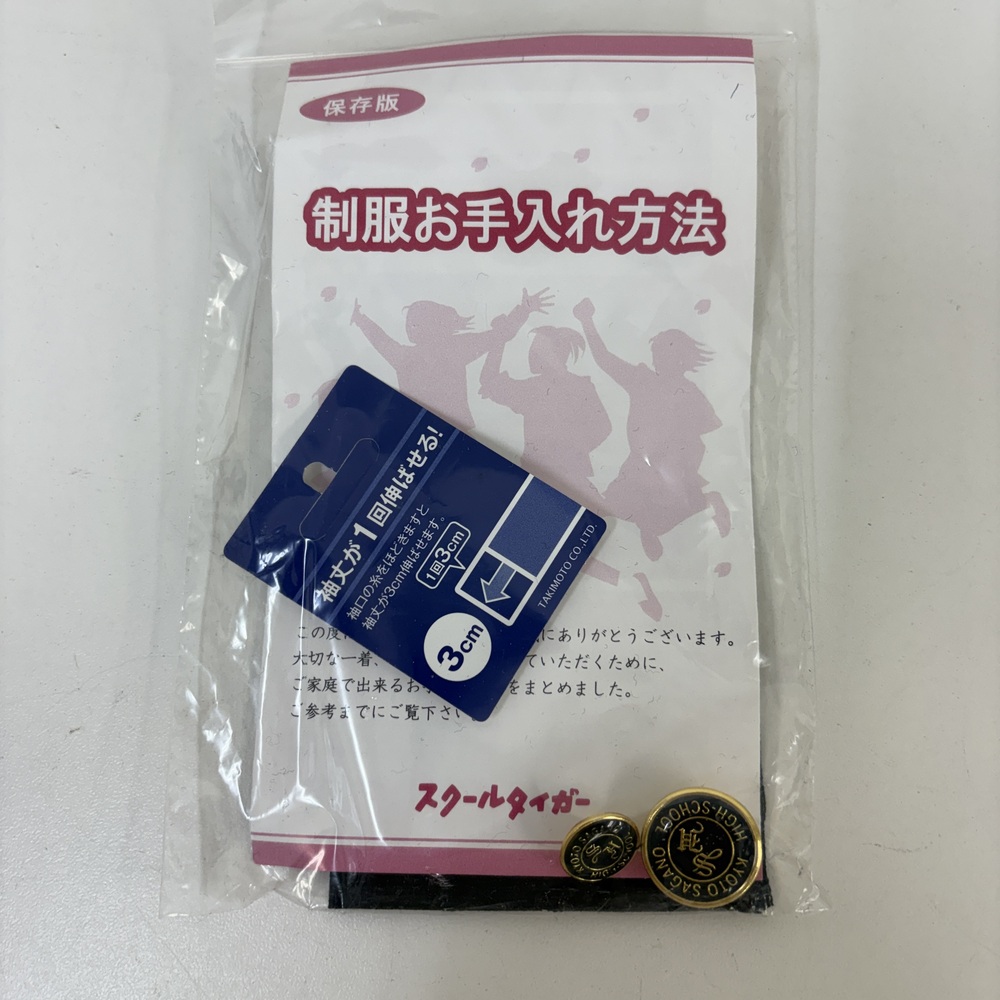 保存版
制服お手入れ方法
袖丈が1回伸ばせる!
袖口の糸をほどきますと
袖丈が3cm伸ばせます。
1回3cm
3cm
TAKIMOTO CO.,LTD.
この度に ありがとうございます。
大切な一着、 ていただくために、
ご家庭で出来るお をまとめました。
ご参考までにご覧下さい
スクールタイガー
KYOTO SAGANO HIGH-SCHOOL